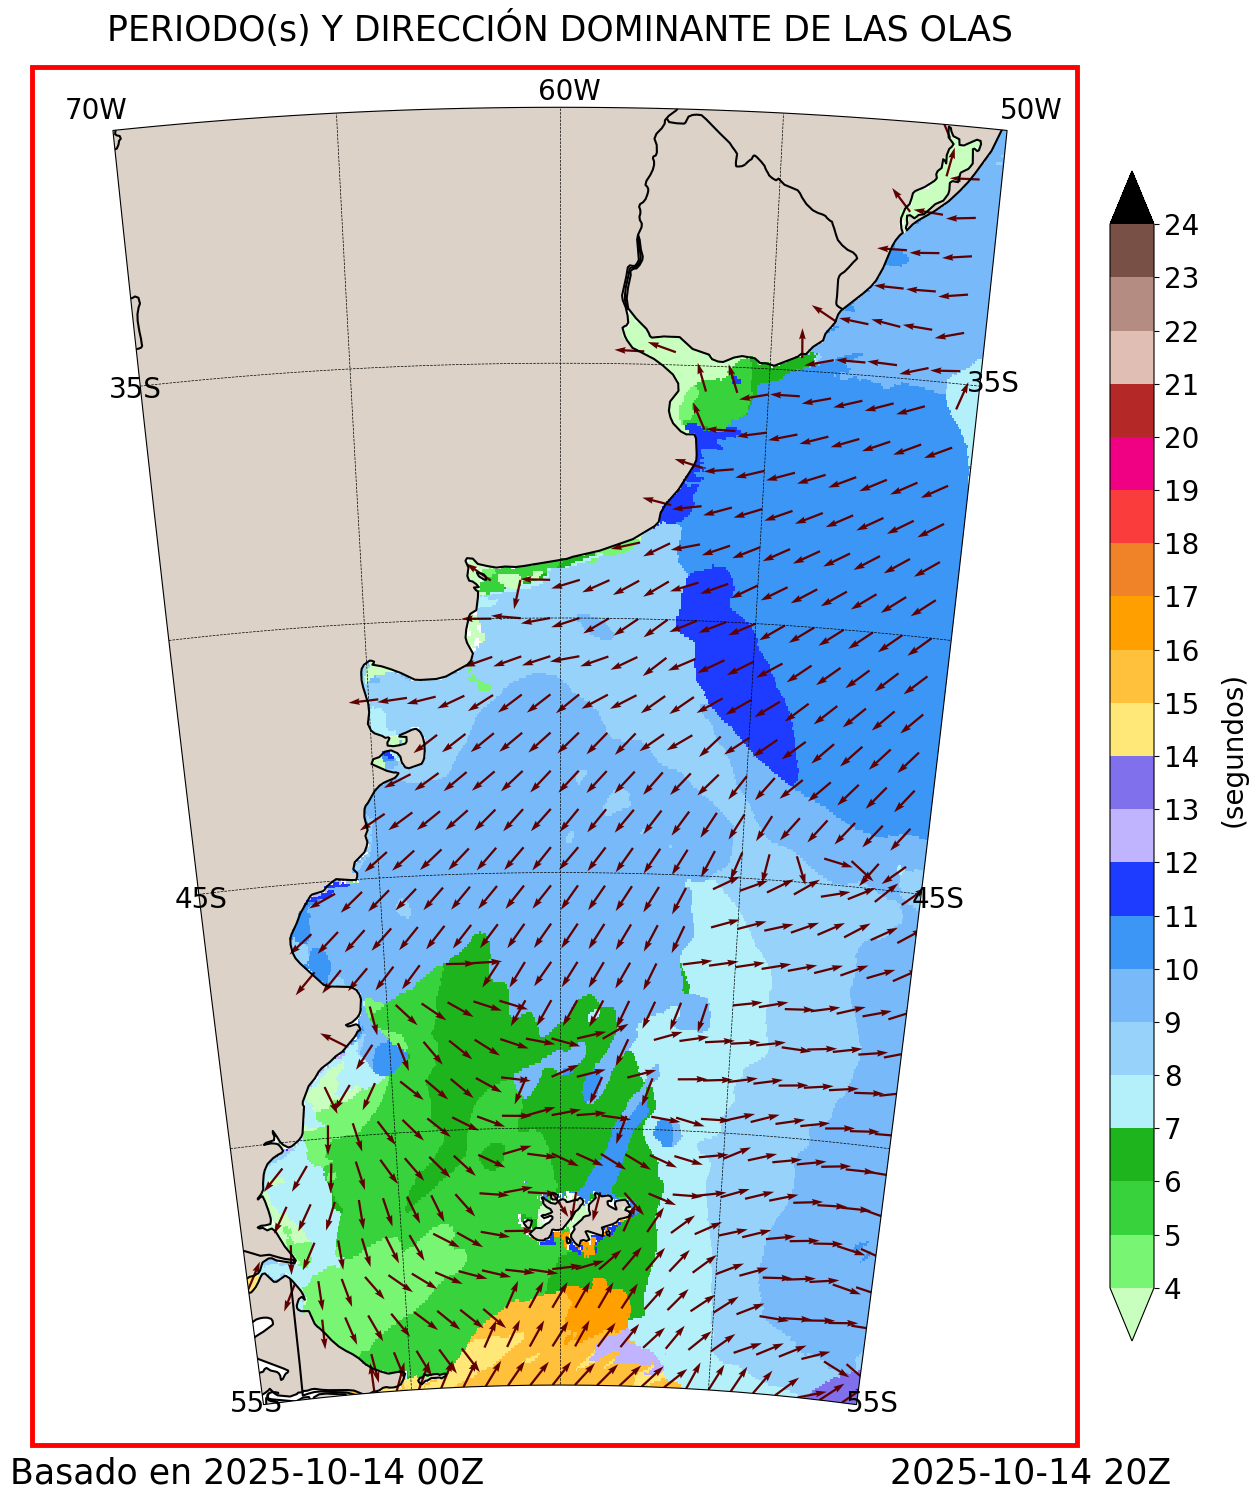 PERIODO(s) Y DIRECCIÓN DOMINANTE DE LAS OLAS
70W
60W
50W
35S
35S
45S
45S
55S
55S
24
23
22
21
20
19
18
17
16
15
14
13
12
11
10
9
8
7
6
5
4
(segundos)
Basado en 2025-10-14 00Z
2025-10-14 20Z